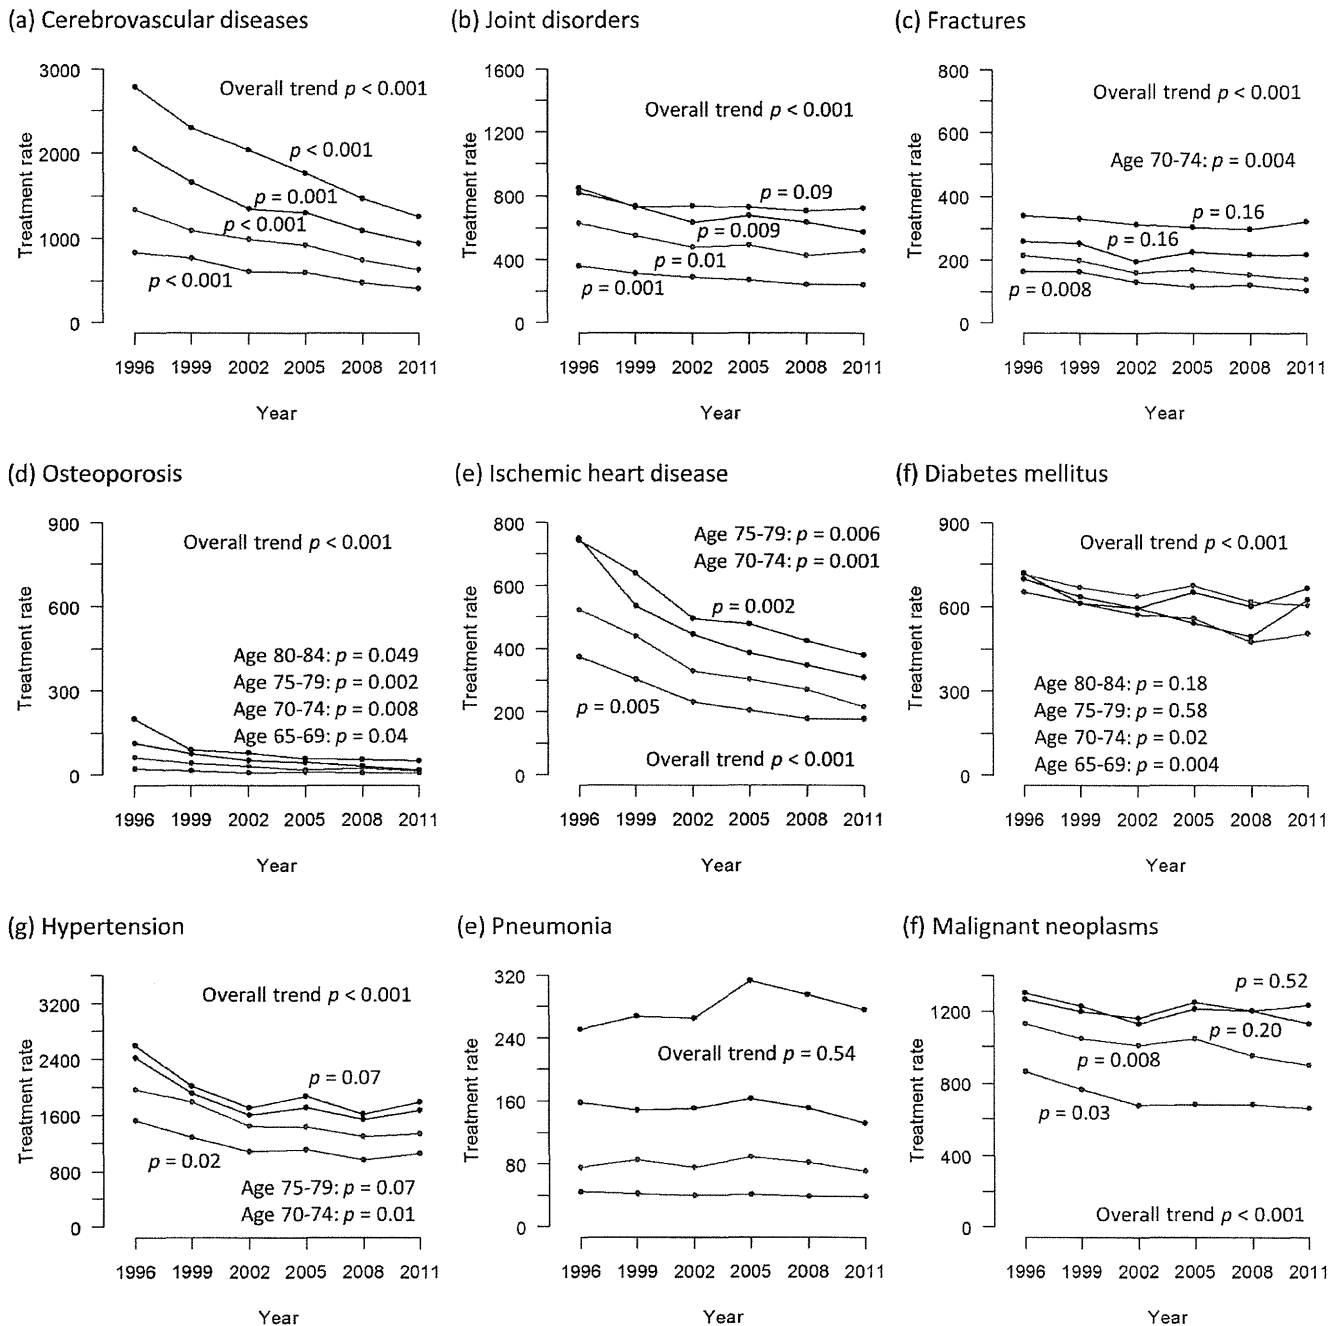 (a) Cerebrovascular diseases
3000
2000
1000
0
Treatment rate
Overall trend p < 0.001
p < 0.001
p = 0.001
p < 0.001
p < 0.001
1996 1999 2002 2005 2008 2011
Year
(b) Joint disorders
1600
1200
800
400
0
Treatment rate
Overall trend p < 0.001
p = 0.09
p = 0.009
p = 0.01
p = 0.001
1996 1999 2002 2005 2008 2011
Year
(c) Fractures
800
600
400
200
0
Treatment rate
Overall trend p < 0.001
Age 70-74: p = 0.004
p = 0.16
p = 0.16
p = 0.008
1996 1999 2002 2005 2008 2011
Year
(d) Osteoporosis
900
600
300
0
Treatment rate
Overall trend p < 0.001
Age 80-84: p = 0.049
Age 75-79: p = 0.002
Age 70-74: p = 0.008
Age 65-69: p = 0.04
1996 1999 2002 2005 2008 2011
Year
(e) Ischemic heart disease
800
600
400
200
0
Treatment rate
Age 75-79: p = 0.006
Age 70-74: p = 0.001
p = 0.002
p = 0.005
Overall trend p < 0.001
1996 1999 2002 2005 2008 2011
Year
(f) Diabetes mellitus
900
600
300
0
Treatment rate
Overall trend p < 0.001
Age 80-84: p = 0.18
Age 75-79: p = 0.58
Age 70-74: p = 0.02
Age 65-69: p = 0.004
1996 1999 2002 2005 2008 2011
Year
(g) Hypertension
3200
2400
1600
800
0
Treatment rate
Overall trend p < 0.001
p = 0.07
p = 0.02
Age 75-79: p = 0.07
Age 70-74: p = 0.01
1996 1999 2002 2005 2008 2011
Year
(e) Pneumonia
320
240
160
80
0
Treatment rate
Overall trend p = 0.54
1996 1999 2002 2005 2008 2011
Year
(f) Malignant neoplasms
1200
800
400
0
Treatment rate
p = 0.52
p = 0.20
p = 0.008
p = 0.03
Overall trend p < 0.001
1996 1999 2002 2005 2008 2011
Year